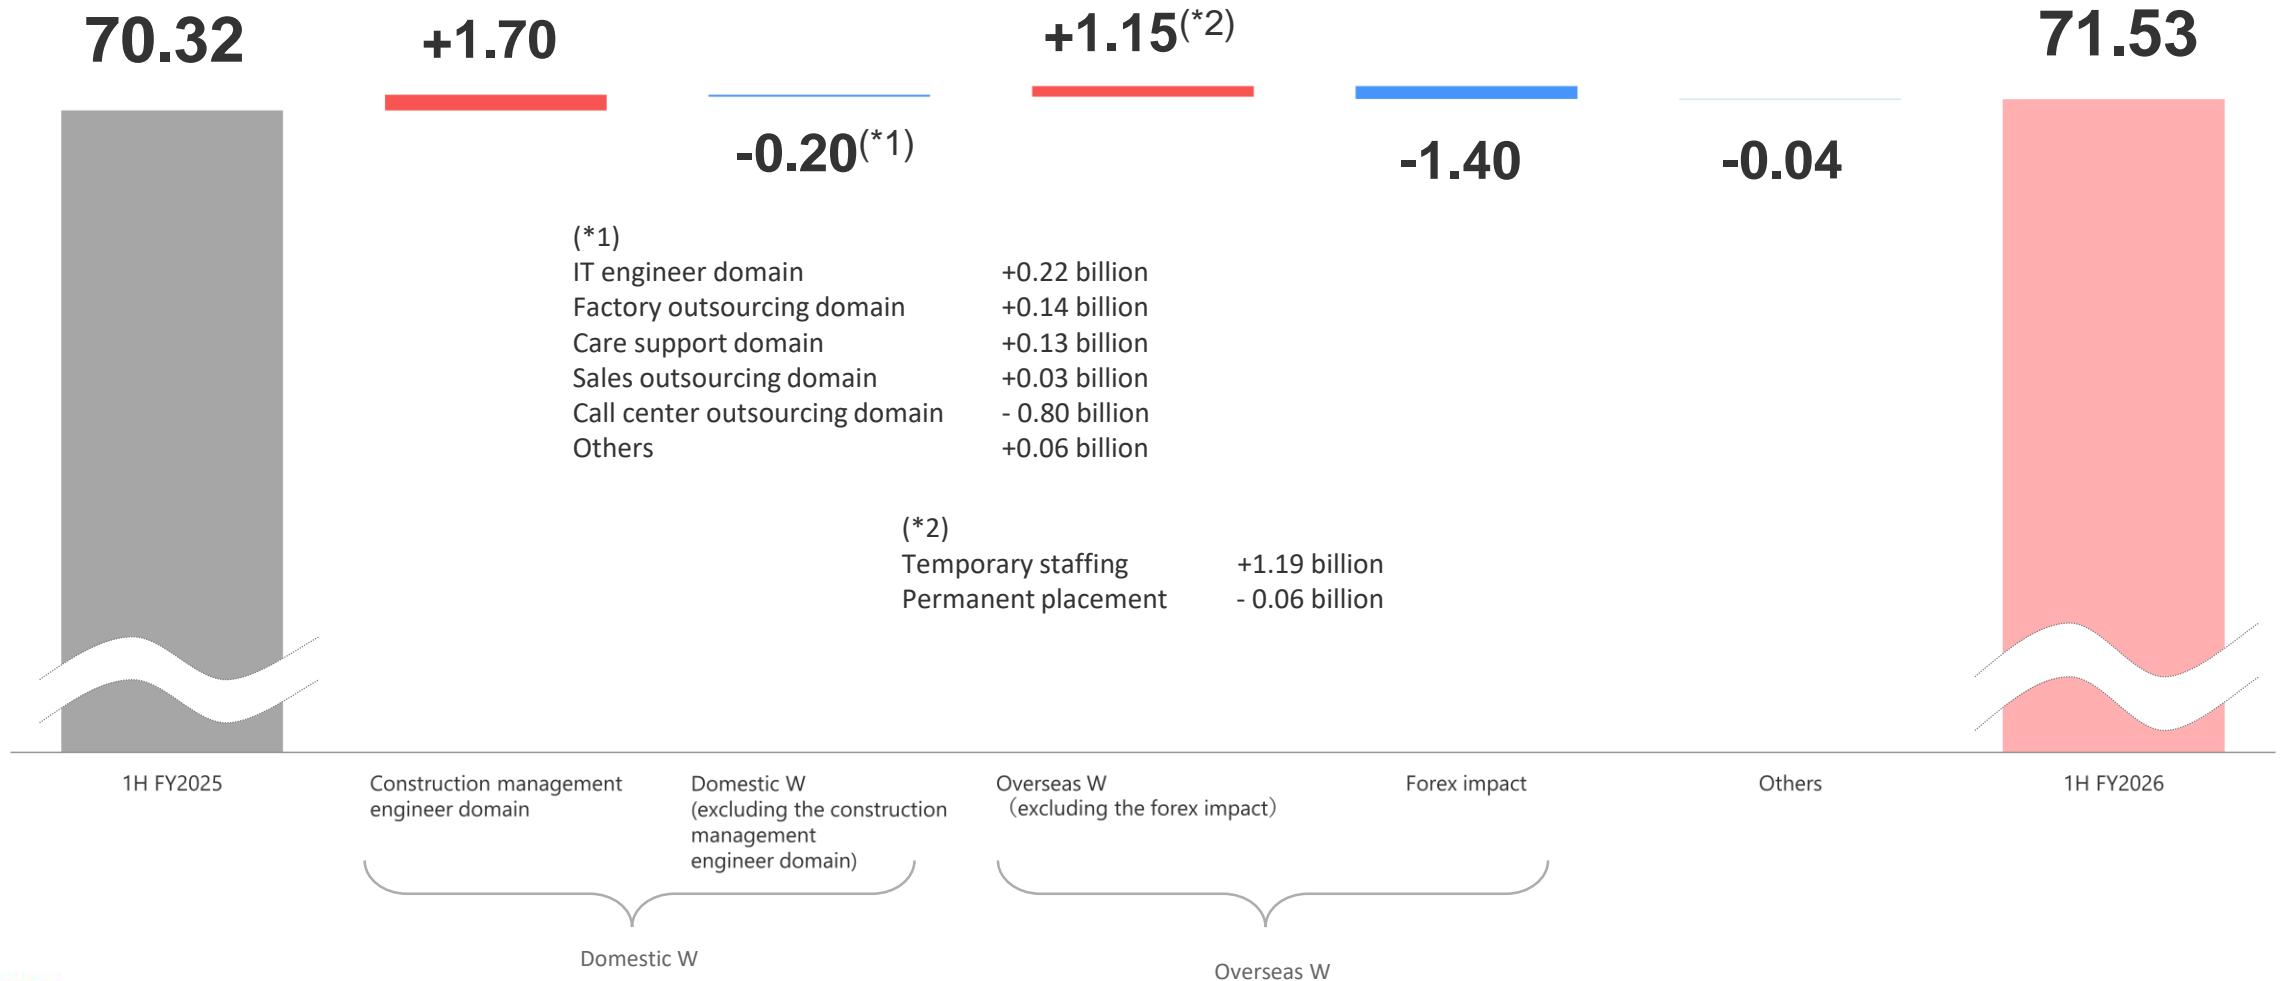 70.32
+1.70
-0.20(*1)
+1.15(*2)
-1.40
-0.04
71.53
(*1)
IT engineer domain +0.22 billion
Factory outsourcing domain +0.14 billion
Care support domain +0.13 billion
Sales outsourcing domain +0.03 billion
Call center outsourcing domain - 0.80 billion
Others +0.06 billion
(*2)
Temporary staffing +1.19 billion
Permanent placement - 0.06 billion
1H FY2025
Construction management
engineer domain
Domestic W
(excluding the construction
management
engineer domain)
Overseas W
（excluding the forex impact）
Forex impact
Others
1H FY2026
Domestic W
Overseas W